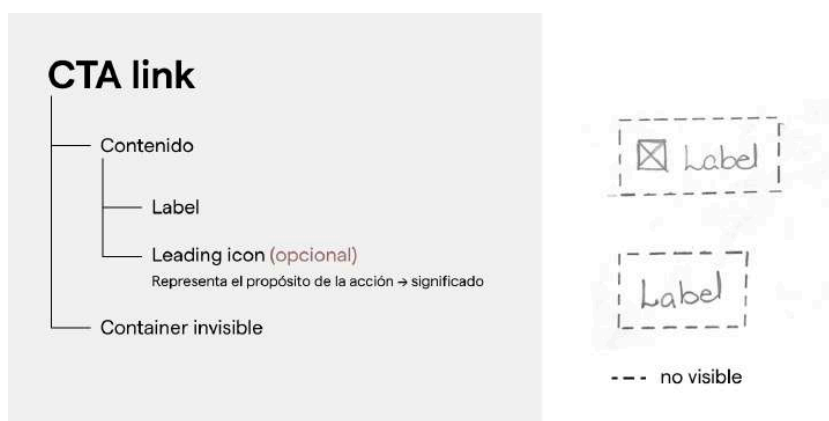 CTA link
Contenido
Label
Leading icon (opcional)
Representa el propósito de la acción → significado
Container invisible
Label
Label
no visible